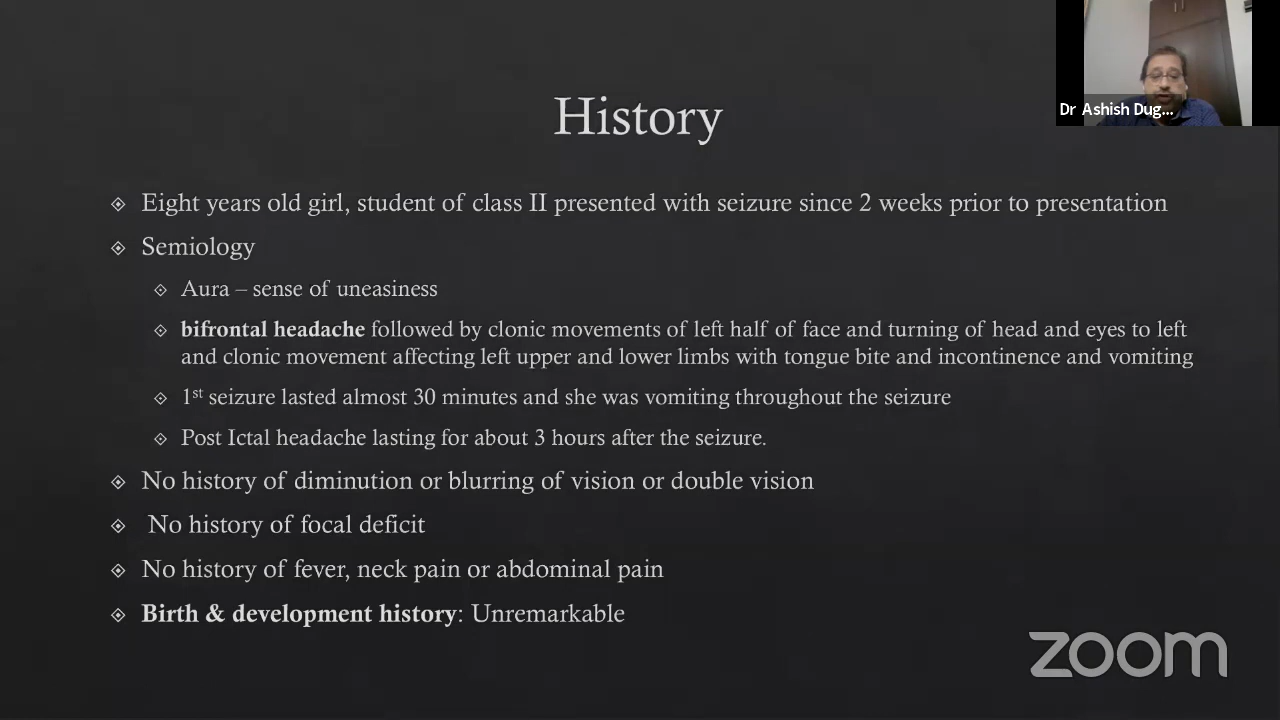 Dr Ashish Dug...
History
Eight years old girl, student of class II presented with seizure since 2 weeks prior to presentation
Semiology
Aura – sense of uneasiness
bifrontal headache followed by clonic movements of left half of face and turning of head and eyes to left
and clonic movement affecting left upper and lower limbs with tongue bite and incontinence and vomiting
1st seizure lasted almost 30 minutes and she was vomiting throughout the seizure
Post Ictal headache lasting for about 3 hours after the seizure.
No history of diminution or blurring of vision or double vision
No history of focal deficit
No history of fever, neck pain or abdominal pain
Birth & development history: Unremarkable
zoom